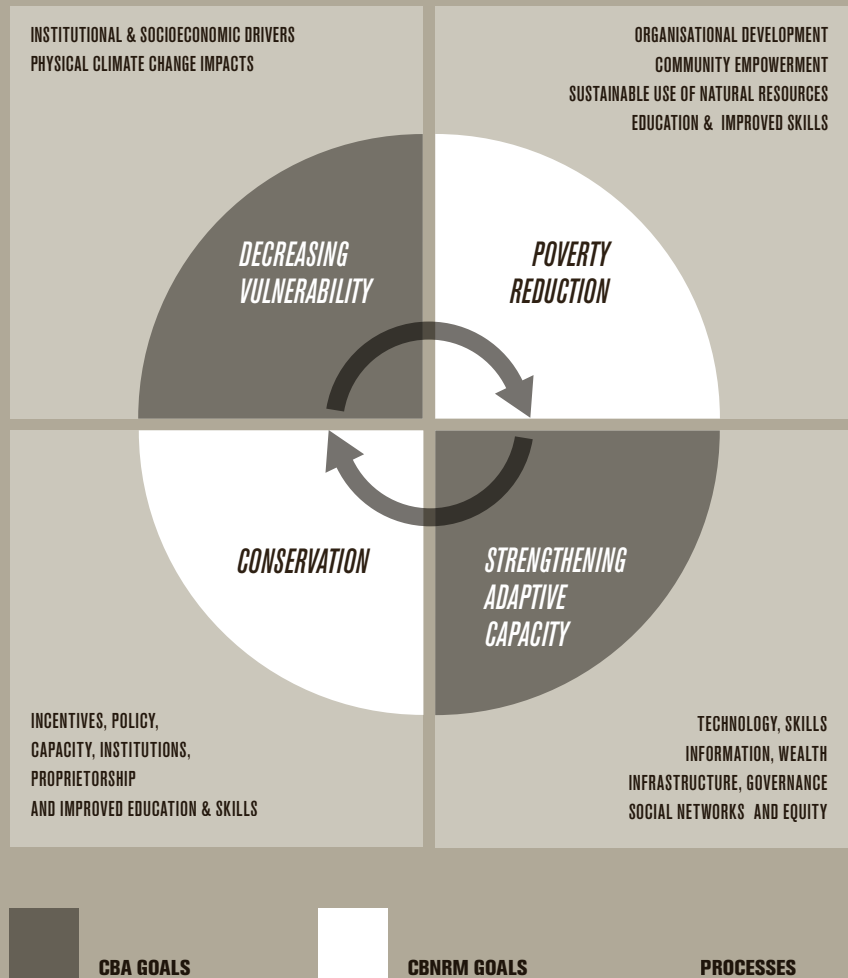 INSTITUTIONAL & SOCIOECONOMIC DRIVERS
PHYSICAL CLIMATE CHANGE IMPACTS
ORGANISATIONAL DEVELOPMENT
COMMUNITY EMPOWERMENT
SUSTAINABLE USE OF NATURAL RESOURCES
EDUCATION & IMPROVED SKILLS
DECREASING
VULNERABILITY
POVERTY
REDUCTION
CONSERVATION
STRENGTHENING
ADAPTIVE
CAPACITY
INCENTIVES, POLICY,
CAPACITY, INSTITUTIONS,
PROPRIETORSHIP
AND IMPROVED EDUCATION & SKILLS
TECHNOLOGY, SKILLS
INFORMATION, WEALTH
INFRASTRUCTURE, GOVERNANCE
SOCIAL NETWORKS AND EQUITY
CBA GOALS
CBNRM GOALS
PROCESSES